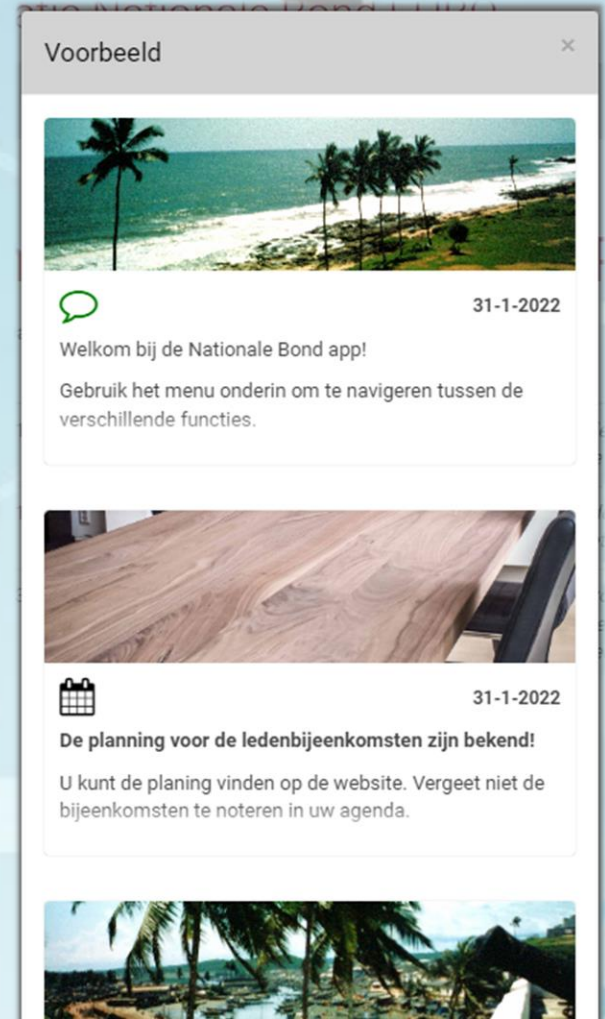 Voorbeeld ×
31-1-2022
Welkom bij de Nationale Bond app!
Gebruik het menu onderin om te navigeren tussen de
verschillende functies.
31-1-2022
De planning voor de ledenbijeenkomsten zijn bekend!
U kunt de planing vinden op de website. Vergeet niet de
bijeenkomsten te noteren in uw agenda.